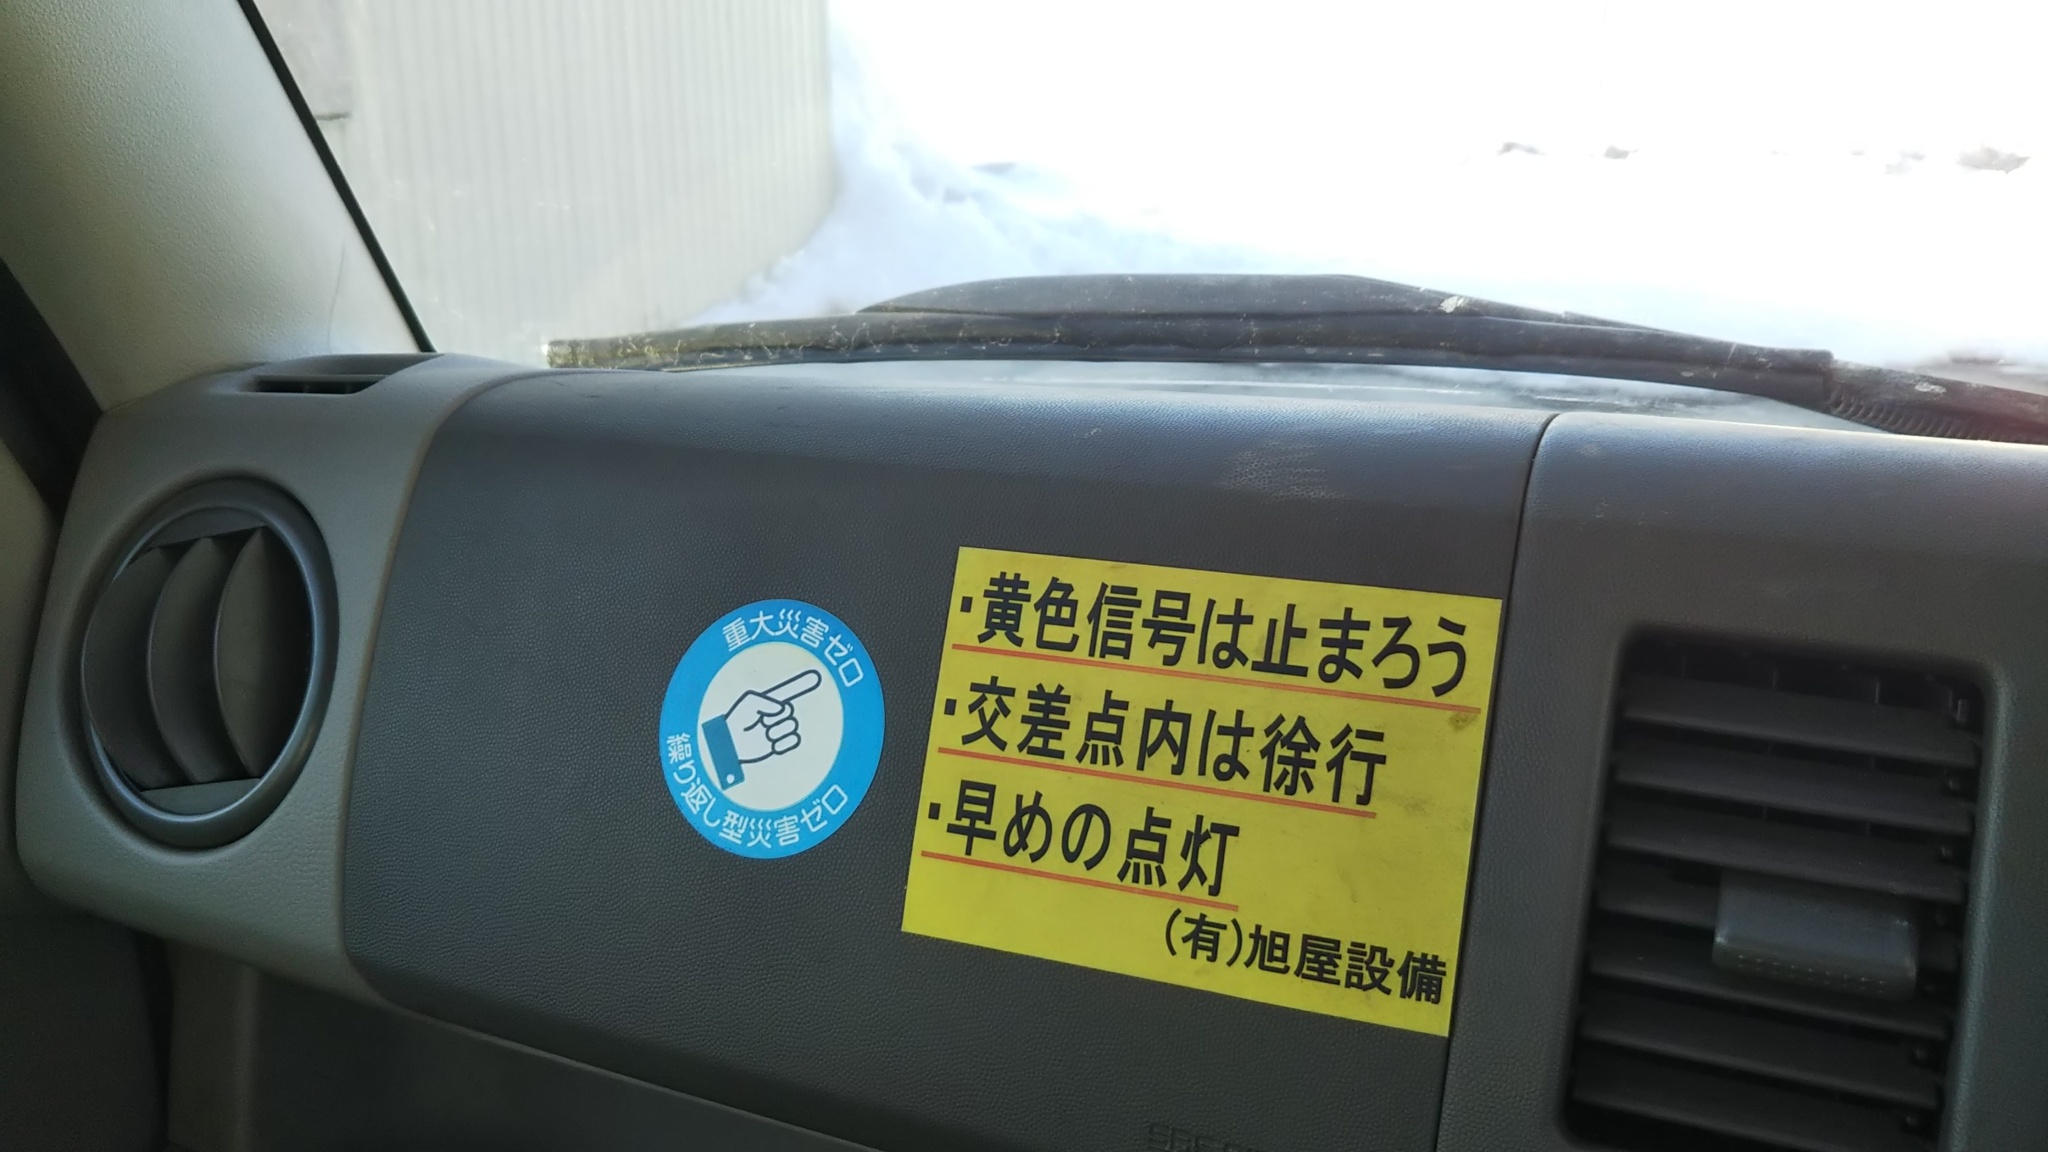 重大災害ゼロ
繰り返し型災害ゼロ
・黄色信号は止まろう
・交差点内は徐行
・早めの点灯
(有)旭屋設備